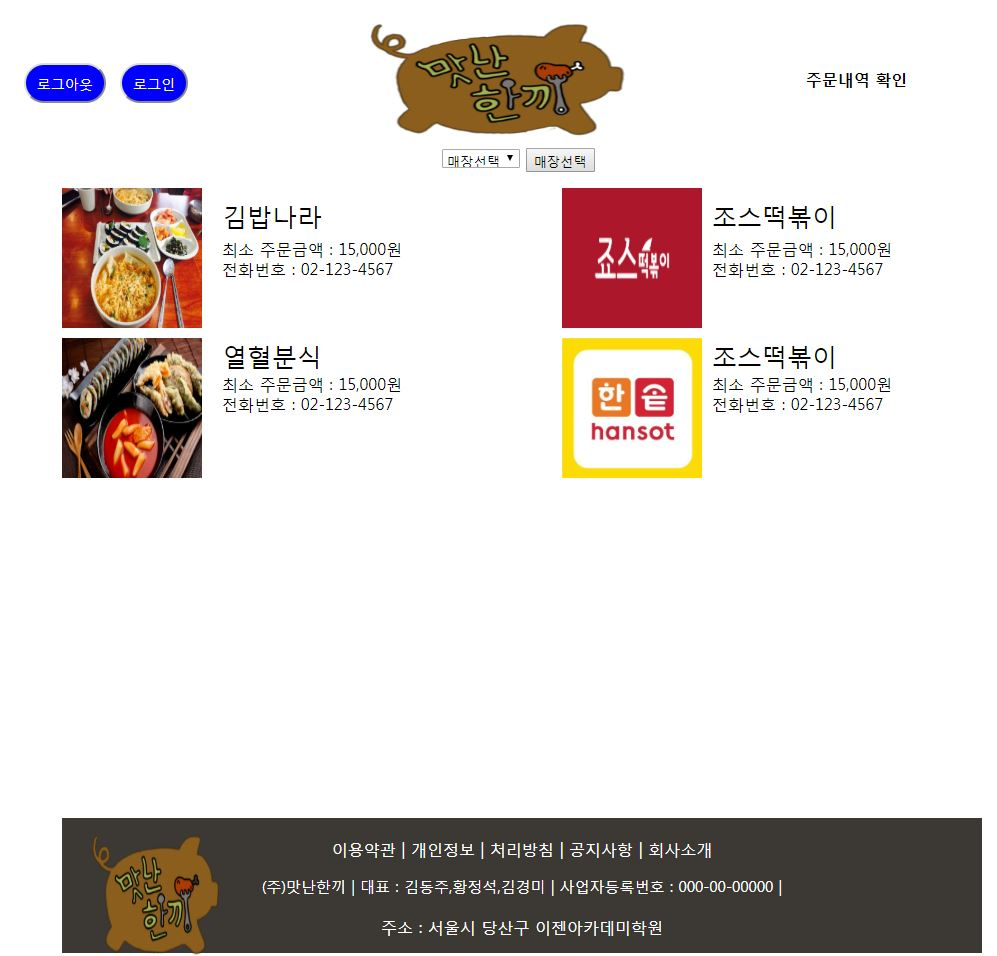 맛난
한끼
로그아웃 로그인
주문내역 확인
매장선택 매장선택
김밥나라
최소 주문금액 : 15,000원
전화번호 : 02-123-4567
죠스떡볶이
조스떡볶이
최소 주문금액 : 15,000원
전화번호 : 02-123-4567
열혈분식
최소 주문금액 : 15,000원
전화번호 : 02-123-4567
한솥
hansot
조스떡볶이
최소 주문금액 : 15,000원
전화번호 : 02-123-4567
맛난
한끼
이용약관 | 개인정보 | 처리방침 | 공지사항 | 회사소개
(주)맛난한끼 | 대표 : 김동주,황정석,김경미 | 사업자등록번호 : 000-00-00000 |
주소 : 서울시 당산구 이젠아카데미학원